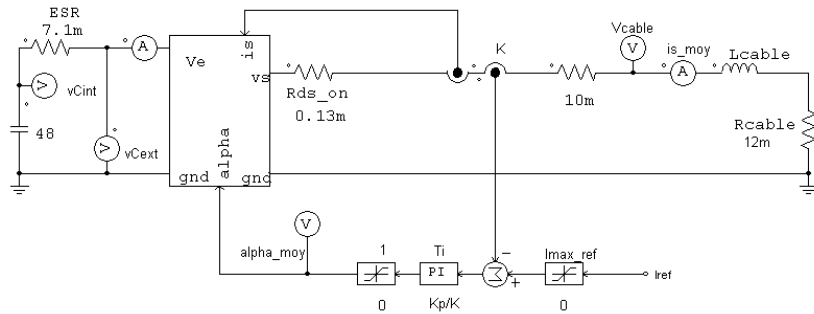 ESR
7.1m
A
Ve
is
vs
V
vCint
48
V
vCext
alpha
gnd
gnd
Rds_on
0.13m
K
10m
Vcable
V
is_moy
A
Lcable
Rcable
12m
V
alpha_moy
1
0
Ti
PI
Kp/K
Σ
−
+
Imax_ref
0
Iref